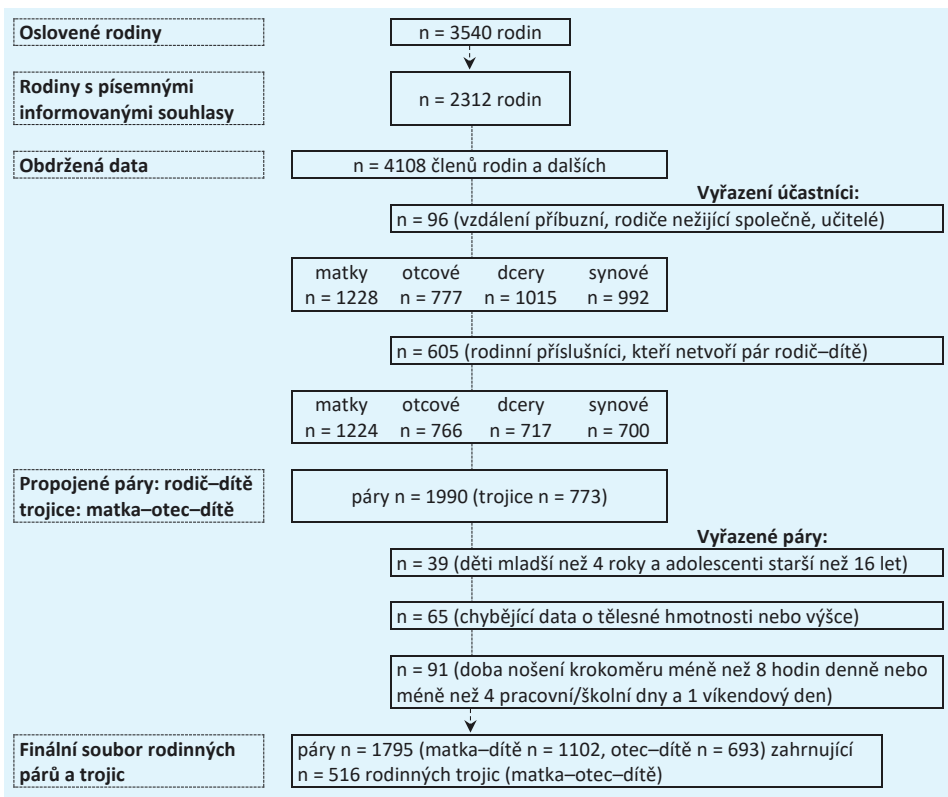 Oslovené rodiny
n = 3540 rodin
Rodiny s písemnými
informovanými souhlasy
n = 2312 rodin
Obdržená data
n = 4108 členů rodin a dalších
Vyřazení účastníci:
n = 96 (vzdálení příbuzní, rodiče nežijící společně, učitelé)
matky otcové dcery synové
n = 1228 n = 777 n = 1015 n = 992
n = 605 (rodinní příslušníci, kteří netvoří pár rodič–dítě)
matky otcové dcery synové
n = 1224 n = 766 n = 717 n = 700
Propojené páry: rodič–dítě
trojice: matka–otec–dítě
páry n = 1990 (trojice n = 773)
Vyřazené páry:
n = 39 (děti mladší než 4 roky a adolescenti starší než 16 let)
n = 65 (chybějící data o tělesné hmotnosti nebo výšce)
n = 91 (doba nošení krokoměru méně než 8 hodin denně nebo
méně než 4 pracovní/školní dny a 1 víkendový den)
Finální soubor rodinných
párů a trojic
páry n = 1795 (matka–dítě n = 1102, otec–dítě n = 693) zahrnující
n = 516 rodinných trojic (matka–otec–dítě)